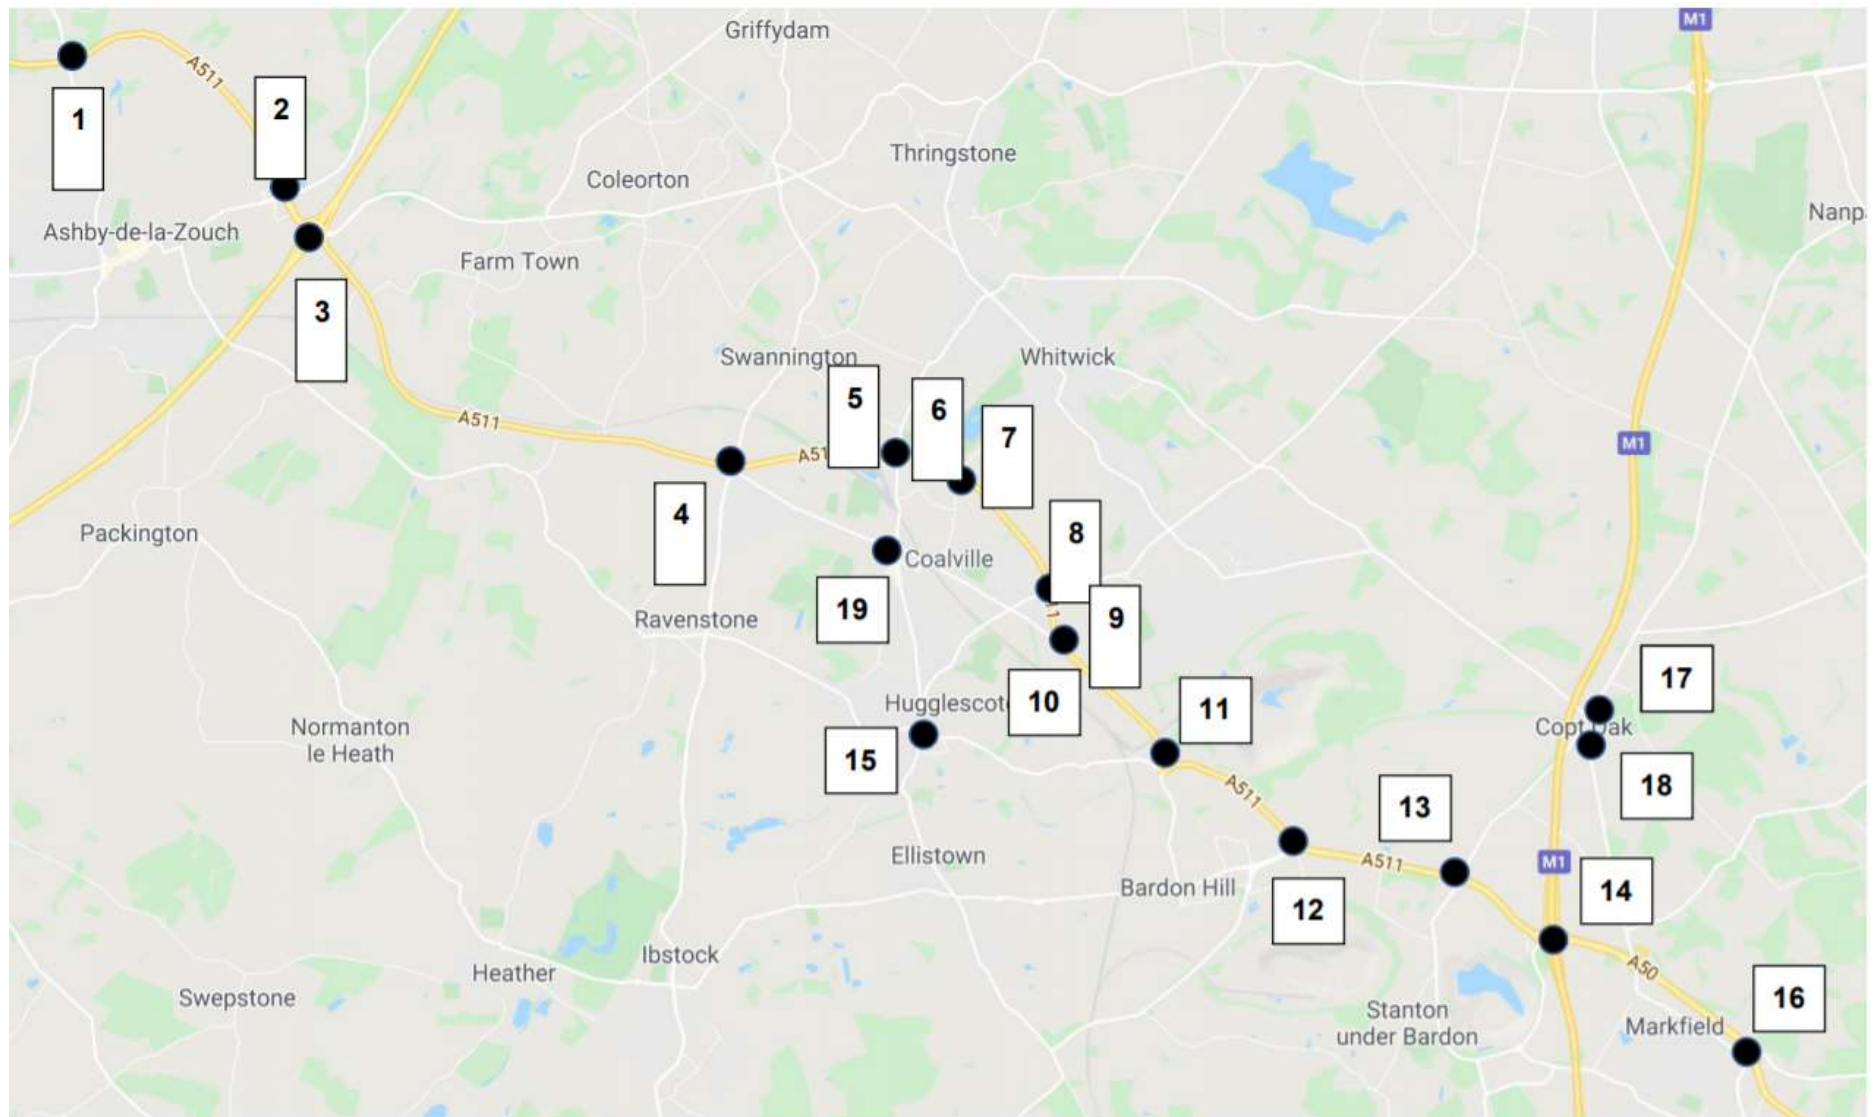 M1
Griffydam
A511
1
2
Thringstone
Coleorton
Nanp
Ashby-de-la-Zouch
Farm Town
3
Swannington
Whitwick
5
6
7
A511
M1
A51
4
8
Packington
Coalville
19
Ravenstone
11
9
17
Hugglescot
10
11
Normanton
le Heath
Copt Oak
15
18
A511
13
Ellistown
A511
M1
Bardon Hill
14
12
Ibstock
Heather
A50
Swepstone
16
Stanton
under Bardon
Markfield